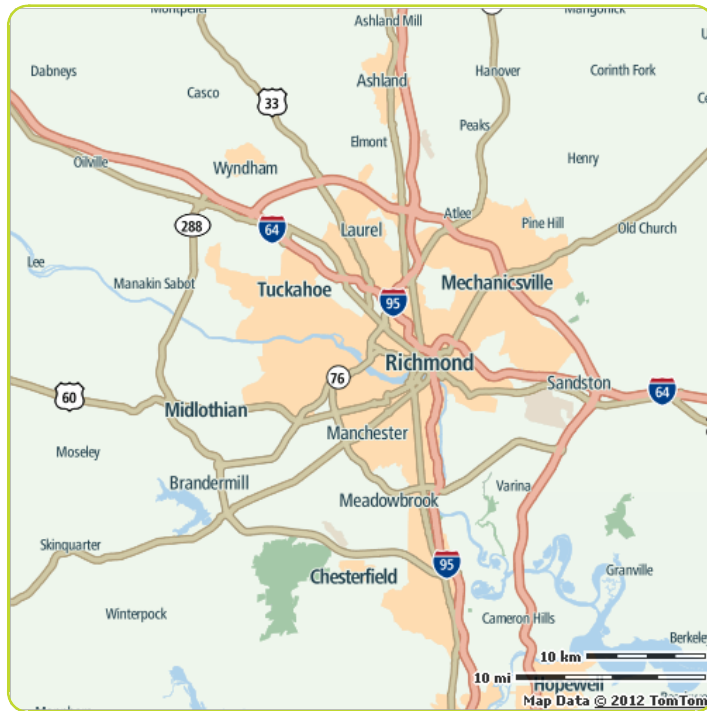 Montpelier
Ashland Mill
Mangohick
Dabneys
Casco
33
Ashland
Hanover
Corinth Fork
Peaks
Elmont
Henry
Oilville
Wyndham
288
64
Laurel
Atlee
Pine Hill
Old Church
Lee
Manakin Sabot
Tuckahoe
95
Mechanicsville
Richmond
76
60
Midlothian
Sandston
64
Manchester
Moseley
Brandermill
Meadowbrook
Varina
Skinquarter
Chesterfield
95
Granville
Winterpock
Cameron Hills
Berkeley
10 km
10 mi
Hopewell
Map Data © 2012 TomTom